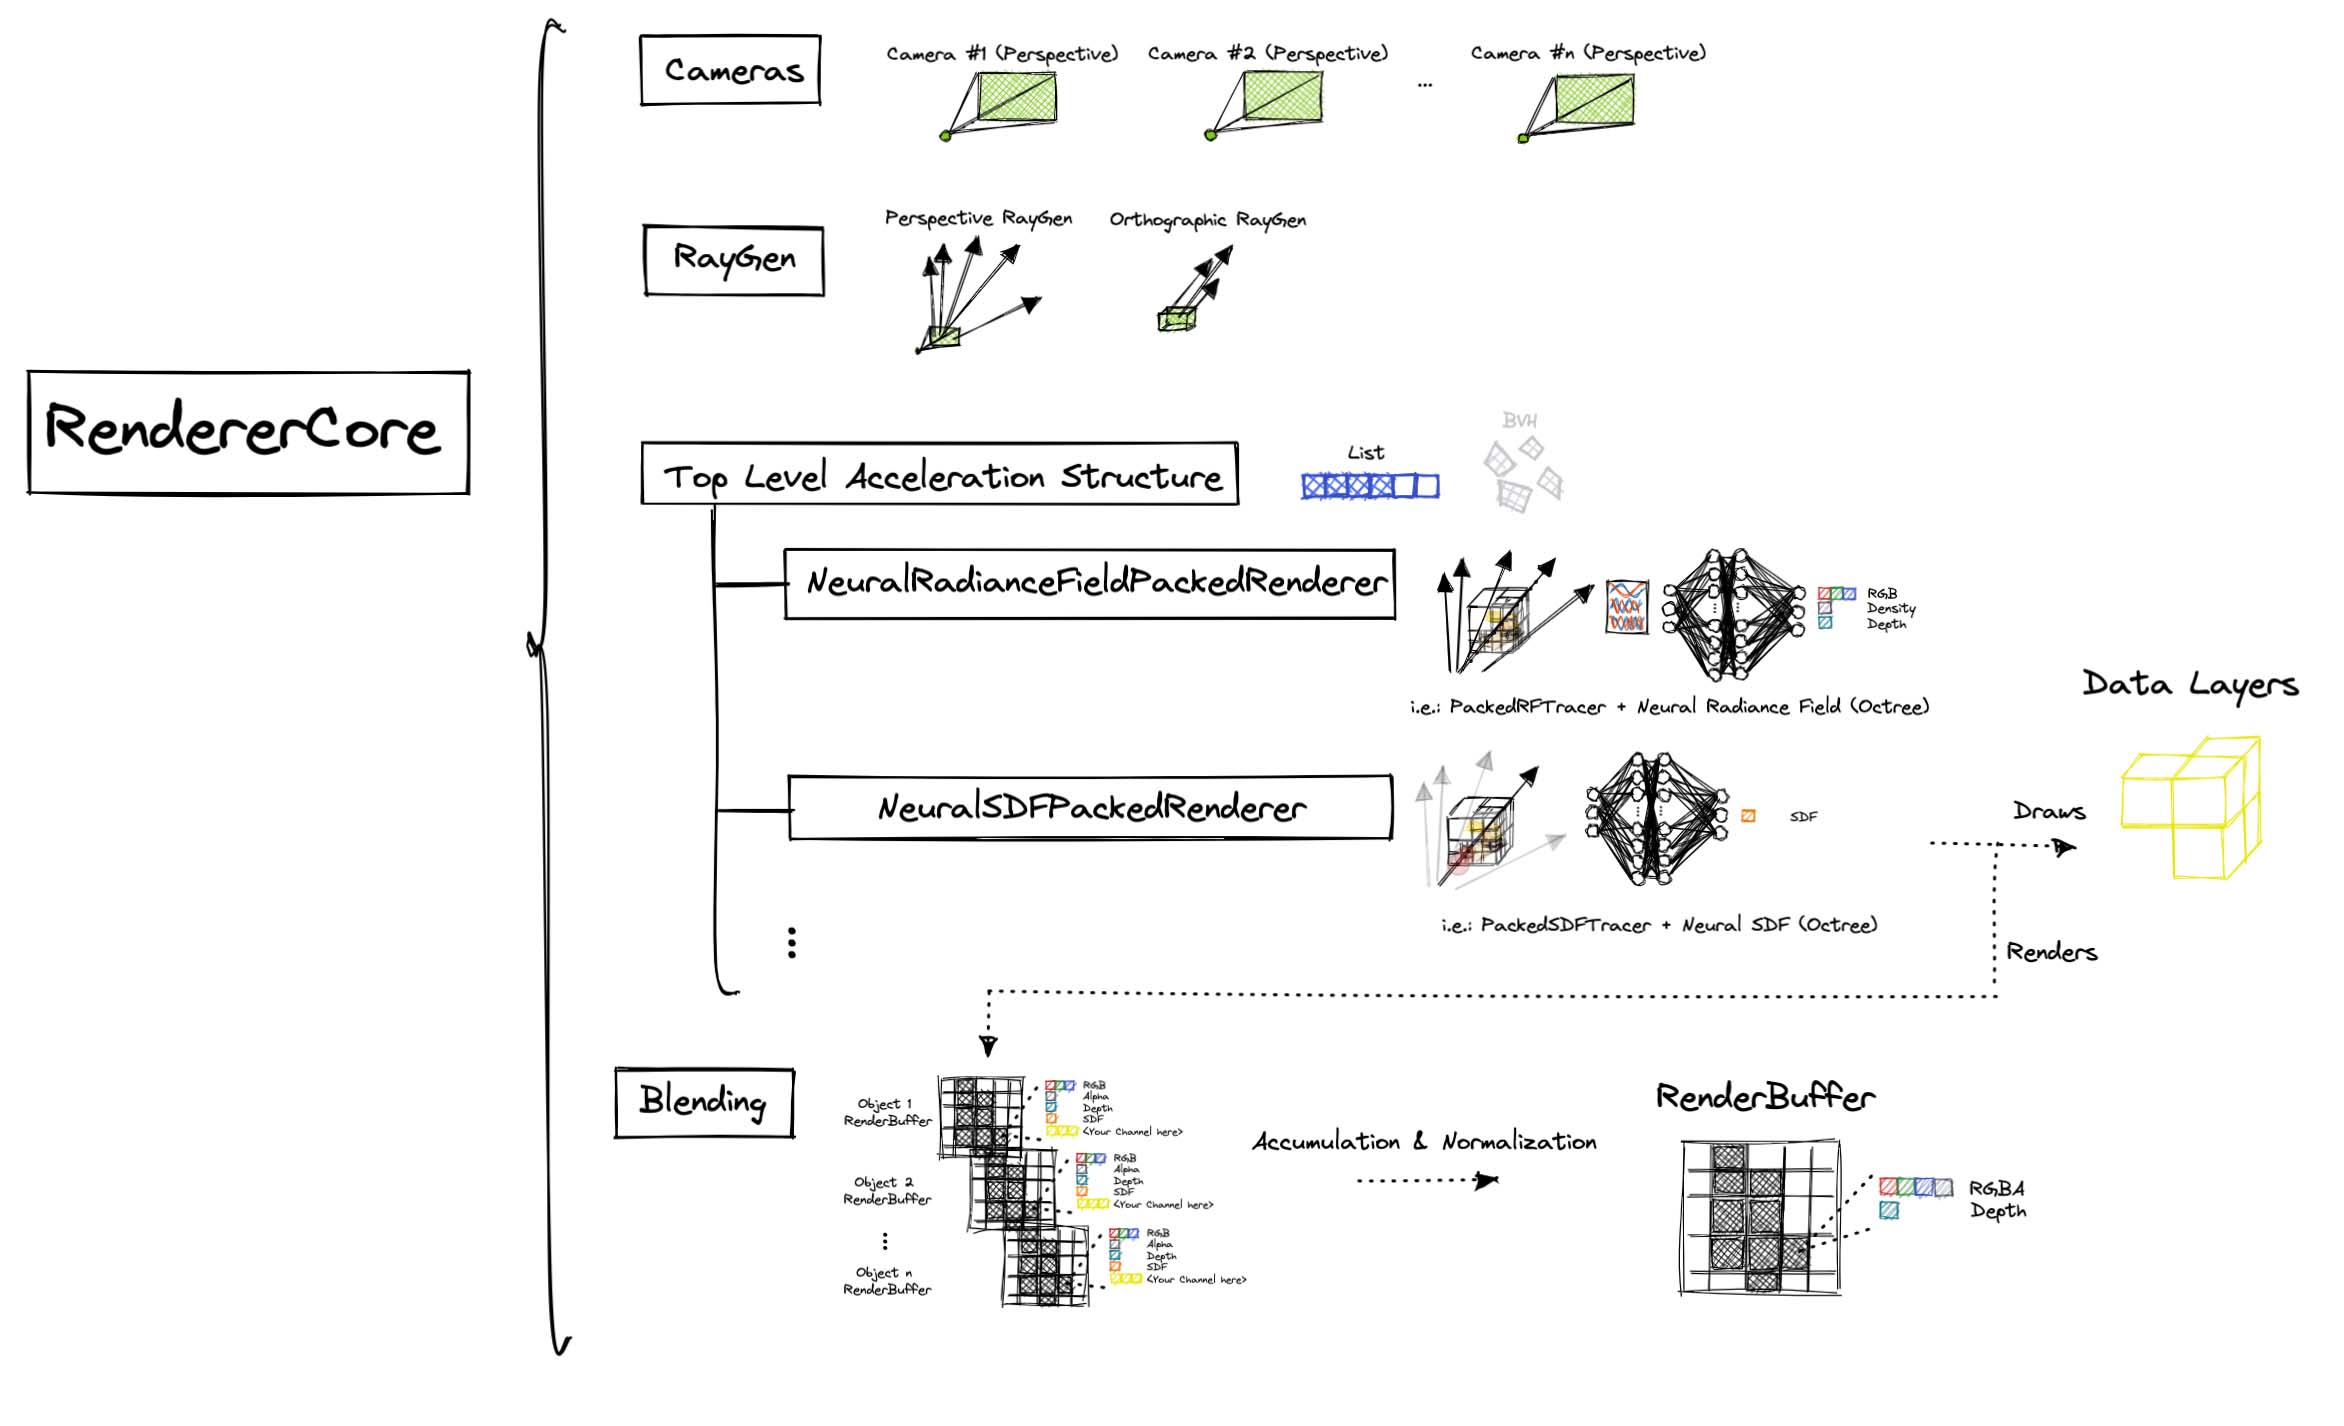 RendererCore
Cameras
Camera #1 (Perspective)
Camera #2 (Perspective)
...
Camera #n (Perspective)
RayGen
Perspective RayGen
Orthographic RayGen
Top Level Acceleration Structure
List
BVH
NeuralRadianceFieldPackedRenderer
RGB
Density
Depth
i.e.: PackedRFTracer + Neural Radiance Field (Octree)
NeuralSDFPackedRenderer
SDF
i.e.: PackedSDFTracer + Neural SDF (Octree)
Data Layers
Draws
Renders
Blending
Object 1
RenderBuffer
RGB
Alpha
Depth
SDF
<Your Channel here>
Object 2
RenderBuffer
RGB
Alpha
Depth
SDF
<Your Channel here>
Object n
RenderBuffer
RGB
Alpha
Depth
SDF
<Your Channel here>
Accumulation & Normalization
RenderBuffer
RGBA
Depth